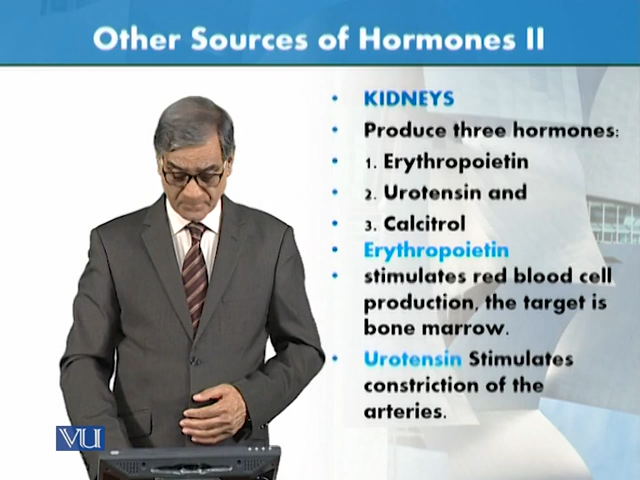 Other Sources of Hormones II
• KIDNEYS
• Produce three hormones:
• 1. Erythropoietin
• 2. Urotensin and
• 3. Calcitrol
• Erythropoietin
• stimulates red blood cell
production, the target is
bone marrow.
• Urotensin Stimulates
constriction of the
arteries.
VU